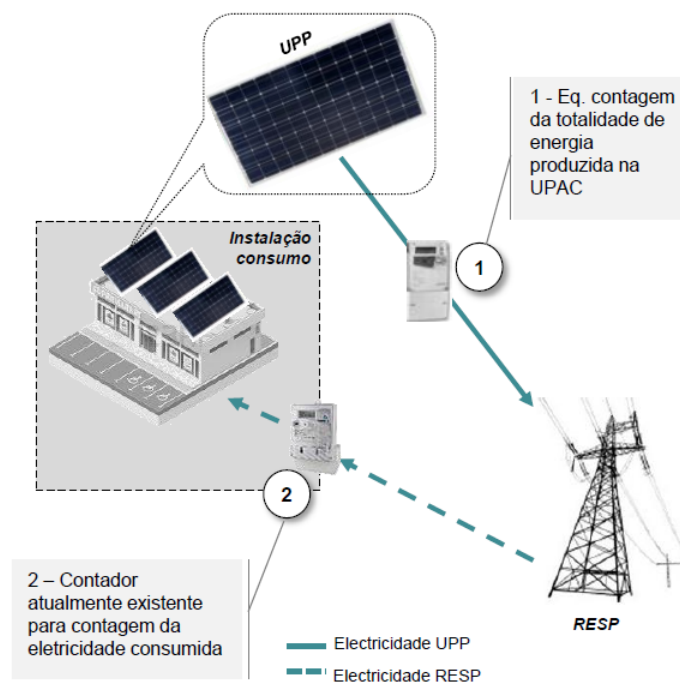 UPP
1 - Eq. contagem
da totalidade de
energia
produzida na
UPAC
Instalação
consumo
1
2
2 – Contador
atualmente existente
para contagem da
eletricidade consumida
RESP
Electricidade UPP
Electricidade RESP